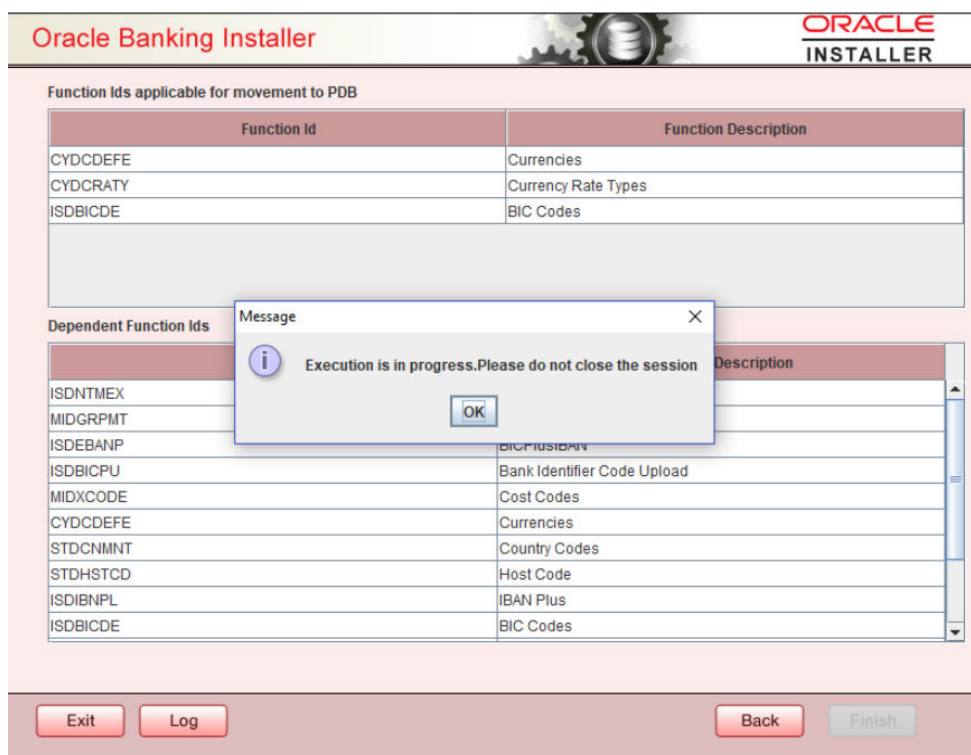 Oracle Banking Installer
ORACLE
INSTALLER
Function Ids applicable for movement to PDB
Function Id Function Description
CYDCDEFE Currencies
CYDCRATY Currency Rate Types
ISDBICDE BIC Codes
Message
Execution is in progress.Please do not close the session
OK
Dependent Function Ids
Description
ISDNTMEX
MIDGRPMT
ISDEBANP BICPlusIBAN
ISDBICPU Bank Identifier Code Upload
MIDXCODE Cost Codes
CYDCDEFE Currencies
STDCNMNT Country Codes
STDHSTCD Host Code
ISDIBNPL IBAN Plus
ISDBICDE BIC Codes
Exit Log Back Finish